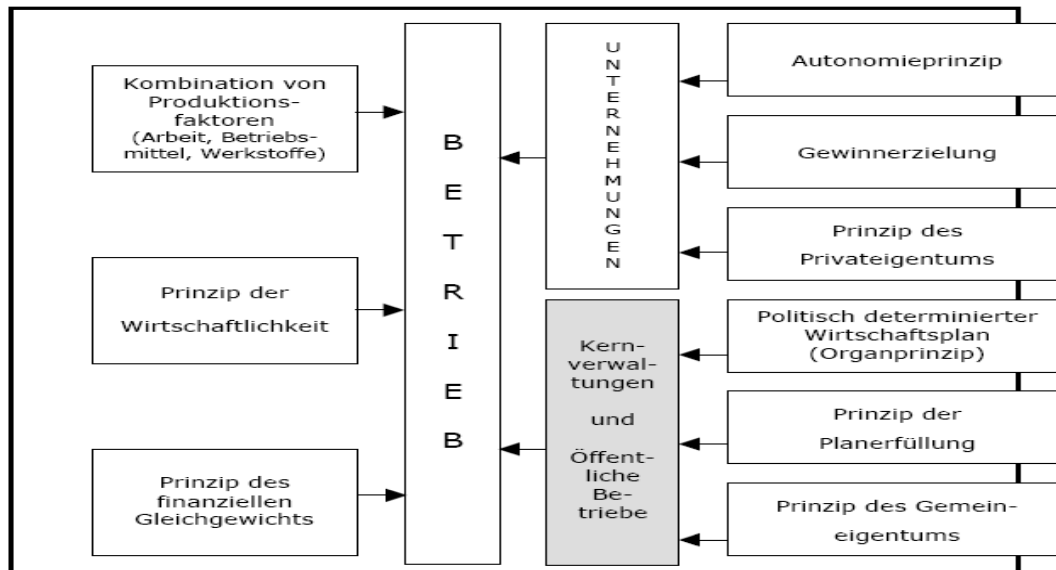 Kombination von
Produktions-
faktoren
(Arbeit, Betriebs-
mittel, Werkstoffe)
Prinzip der
Wirtschaftlichkeit
Prinzip des
finanziellen
Gleichgewichts
B
E
T
R
I
E
B
U
N
T
E
R
N
E
H
M
U
N
G
E
N
Kern-
verwal-
tungen
und
Öffent-
liche
Be-
triebe
Autonomieprinzip
Gewinnerzielung
Prinzip des
Privateigentums
Politisch determinierter
Wirtschaftsplan
(Organprinzip)
Prinzip der
Planerfüllung
Prinzip des Gemein-
eigentums